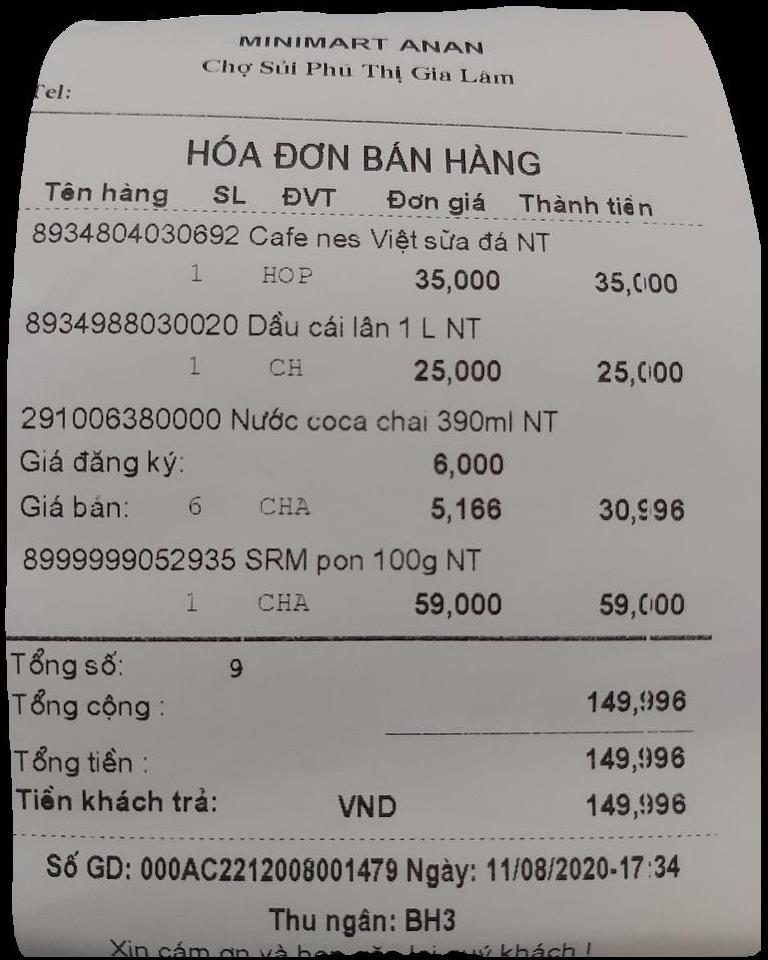 MINIMART ANAN
Chợ Sủi Phú Thị Gia Lâm
Tel:
HÓA ĐƠN BÁN HÀNG
Tên hàng SL ĐVT Đơn giá Thành tiền
8934804030692 Cafe nes Việt sữa đá NT
1 HOP 35,000 35,000
8934988030020 Dầu cái lân 1 L NT
1 CH 25,000 25,000
291006380000 Nước coca chai 390ml NT
Giá đăng ký: 6,000
Giá bán: 6 CHA 5,166 30,996
8999999052935 SRM pon 100g NT
1 CHA 59,000 59,000
Tổng số: 9
Tổng cộng : 149,996
Tổng tiền : 149,996
Tiền khách trả: VND 149,996
Số GD: 000AC2212008001479 Ngày: 11/08/2020-17:34
Thu ngân: BH3
Xin cám ơn và hẹn gặp lại quý khách !